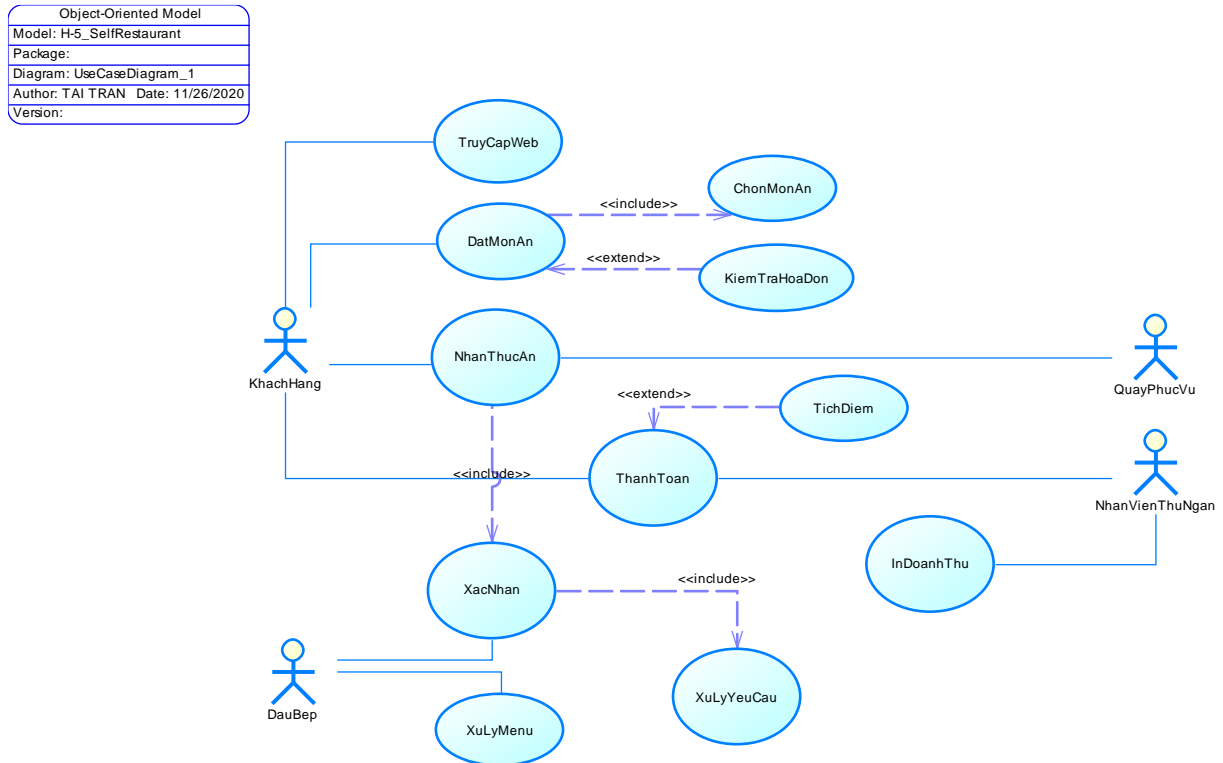 Object-Oriented Model
Model: H-5_SelfRestaurant
Package:
Diagram: UseCaseDiagram_1
Author: TAI TRAN Date: 11/26/2020
Version:
TruyCapWeb
ChonMonAn
<<include>>
DatMonAn
<<extend>>
KiemTraHoaDon
NhanThucAn
KhachHang
QuayPhucVu
<<extend>>
TichDiem
<<include>>
ThanhToan
NhanVienThuNgan
InDoanhThu
<<include>>
XacNhan
XuLyYeuCau
DauBep
XuLyMenu